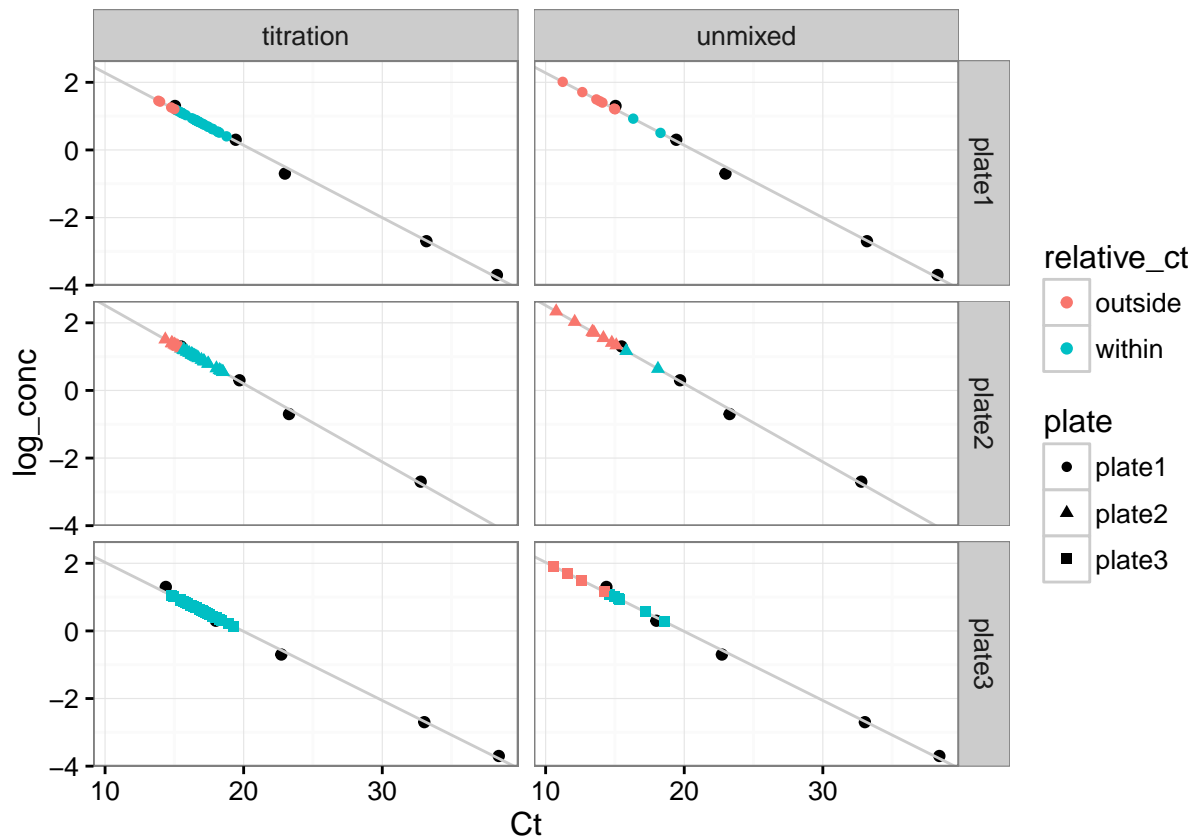 titration
unmixed
2
0
−2
−4
plate1
2
0
−2
−4
plate2
2
0
−2
−4
plate3
log_conc
10
20
30
10
20
30
Ct
relative_ct
outside
within
plate
plate1
plate2
plate3